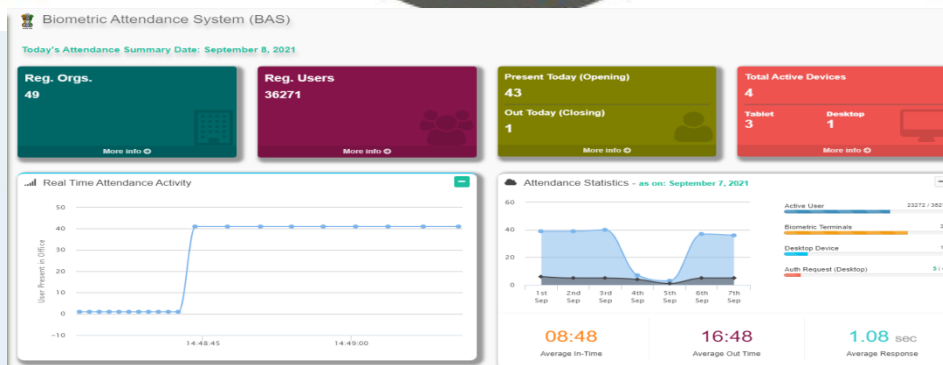 Biometric Attendance System (BAS)
Today's Attendance Summary Date: September 8, 2021
Reg. Orgs.
49
More info
Reg. Users
36271
More info
Present Today (Opening)
43
Out Today (Closing)
1
More info
Total Active Devices
4
Tablet Desktop
3 1
More info
Real Time Attendance Activity
User Present in Office
50
40
30
20
10
0
-10
14:48:45 14:49:00
Attendance Statistics - as on: September 7, 2021
60
40
20
0
1st Sep
2nd Sep
3rd Sep
4th Sep
5th Sep
6th Sep
7th Sep
Active User
Biometric Terminals
Desktop Device
Auth Request (Desktop)
08:48
Average In-Time
16:48
Average Out Time
1.08 sec
Average Response